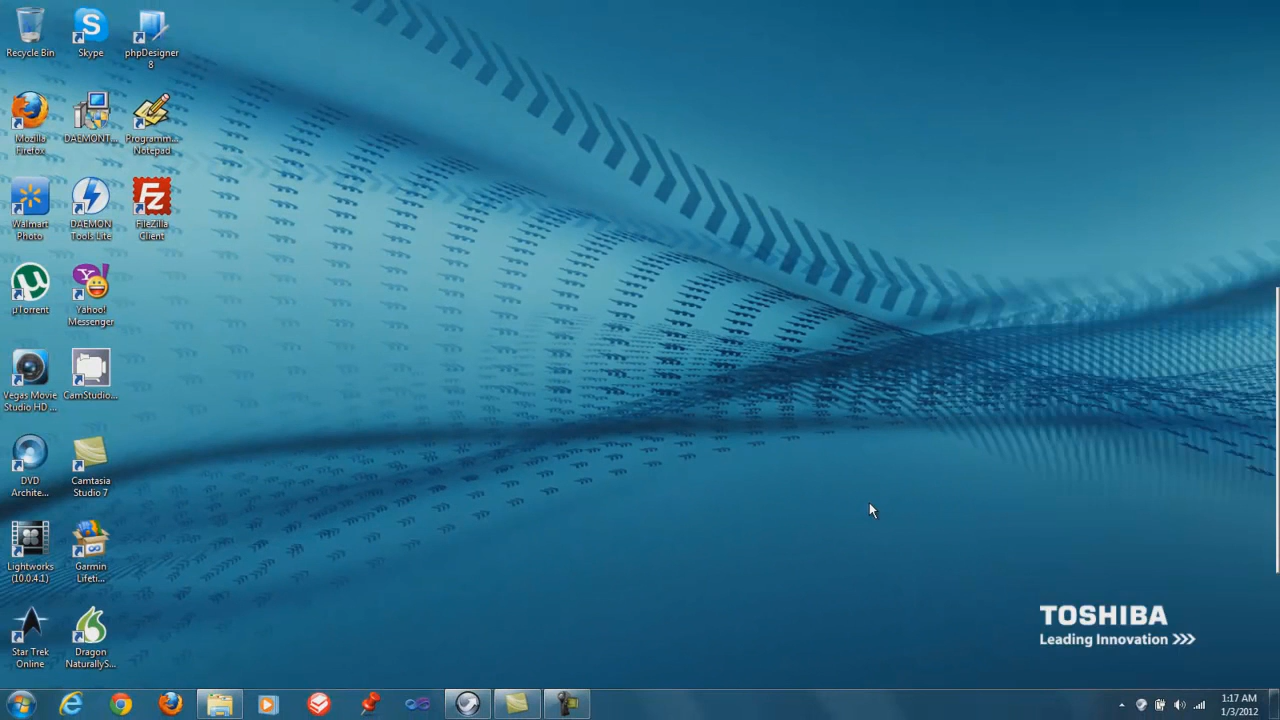 Recycle Bin
Skype
phpDesigner
8
Mozilla
Firefox
DAEMONT...
Programm...
Notepad
Walmart
Photo
DAEMON
Tools Lite
FileZilla
Client
µTorrent
Yahoo!
Messenger
Vegas Movie
Studio HD ...
CamStudio...
DVD
Archite...
Camtasia
Studio 7
Lightworks
(10.0.4.1)
Garmin
Lifeti...
Star Trek
Online
Dragon
NaturallyS...
TOSHIBA
Leading Innovation >>>
1:17 AM
1/3/2012